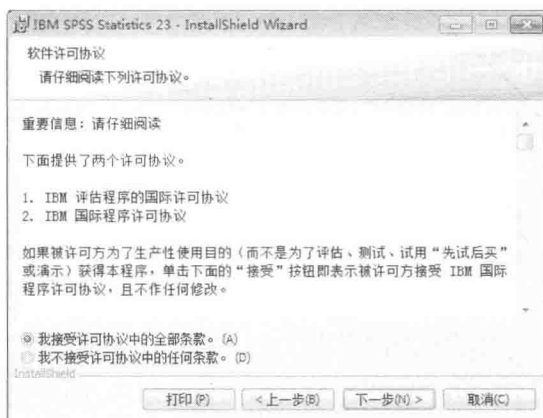 IBM SPSS Statistics 23 - InstallShield Wizard
软件许可协议
请仔细阅读下列许可协议。
重要信息：请仔细阅读
下面提供了两个许可协议。
1. IBM 评估程序的国际许可协议
2. IBM 国际程序许可协议
如果被许可方为了生产性使用目的（而不是为了评估、测试、试用“先试后买”
或演示）获得本程序，单击下面的“接受”按钮即表示被许可方接受 IBM 国际
程序许可协议，且不作任何修改。
我接受许可协议中的全部条款。(A)
我不接受许可协议中的任何条款。(D)
InstallShield
打印(P) <上一步(B) 下一步(N) > 取消(C)